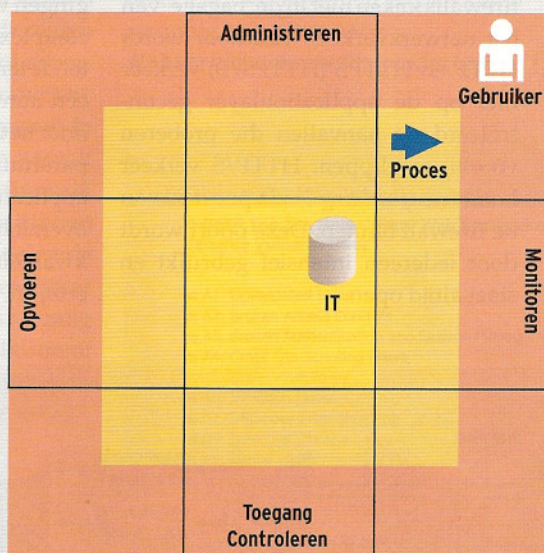 Administreren
Gebruiker
Proces
Opvoeren
IT
Monitoren
Toegang
Controleren